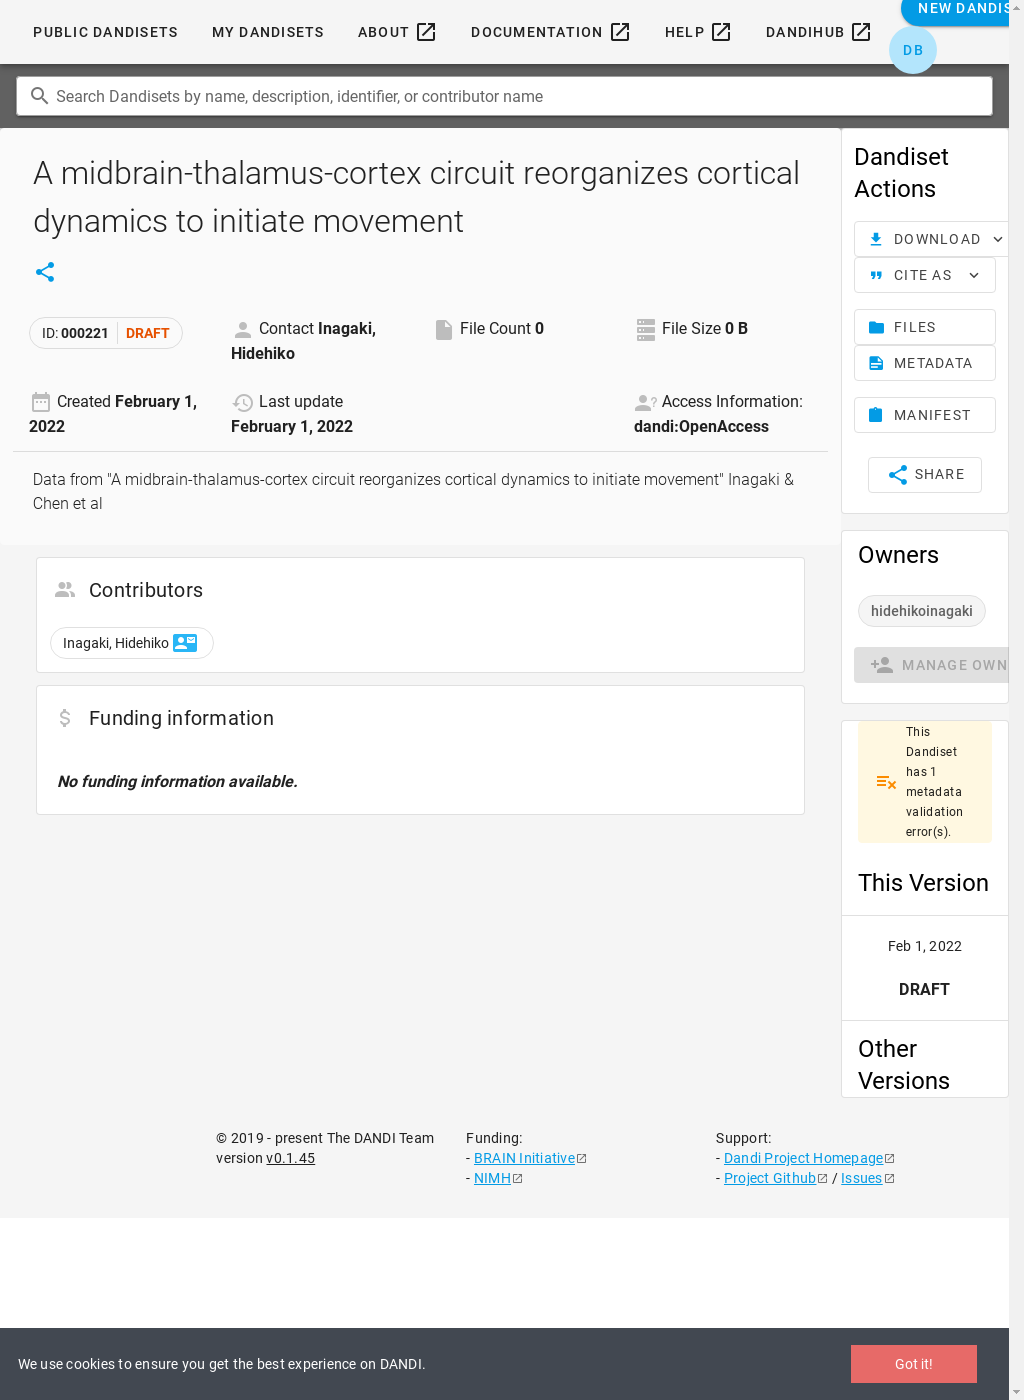 NEW DANDIS
PUBLIC DANDISETS MY DANDISETS ABOUT DOCUMENTATION HELP DANDIHUB
DB
Search Dandisets by name, description, identifier, or contributor name
A midbrain-thalamus-cortex circuit reorganizes cortical
dynamics to initiate movement
ID: 000221 DRAFT
Contact Inagaki,
Hidehiko
File Count 0
File Size 0 B
Created February 1,
2022
Last update
February 1, 2022
Access Information:
dandi:OpenAccess
Data from "A midbrain-thalamus-cortex circuit reorganizes cortical dynamics to initiate movement" Inagaki &
Chen et al
Contributors
Inagaki, Hidehiko
Funding information
No funding information available.
Dandiset
Actions
DOWNLOAD
CITE AS
FILES
METADATA
MANIFEST
SHARE
Owners
hidehikoinagaki
MANAGE OWN
This
Dandiset
has 1
metadata
validation
error(s).
This Version
Feb 1, 2022
DRAFT
Other
Versions
© 2019 - present The DANDI Team
version v0.1.45
Funding:
- BRAIN Initiative
- NIMH
Support:
- Dandi Project Homepage
- Project Github / Issues
We use cookies to ensure you get the best experience on DANDI.
Got it!